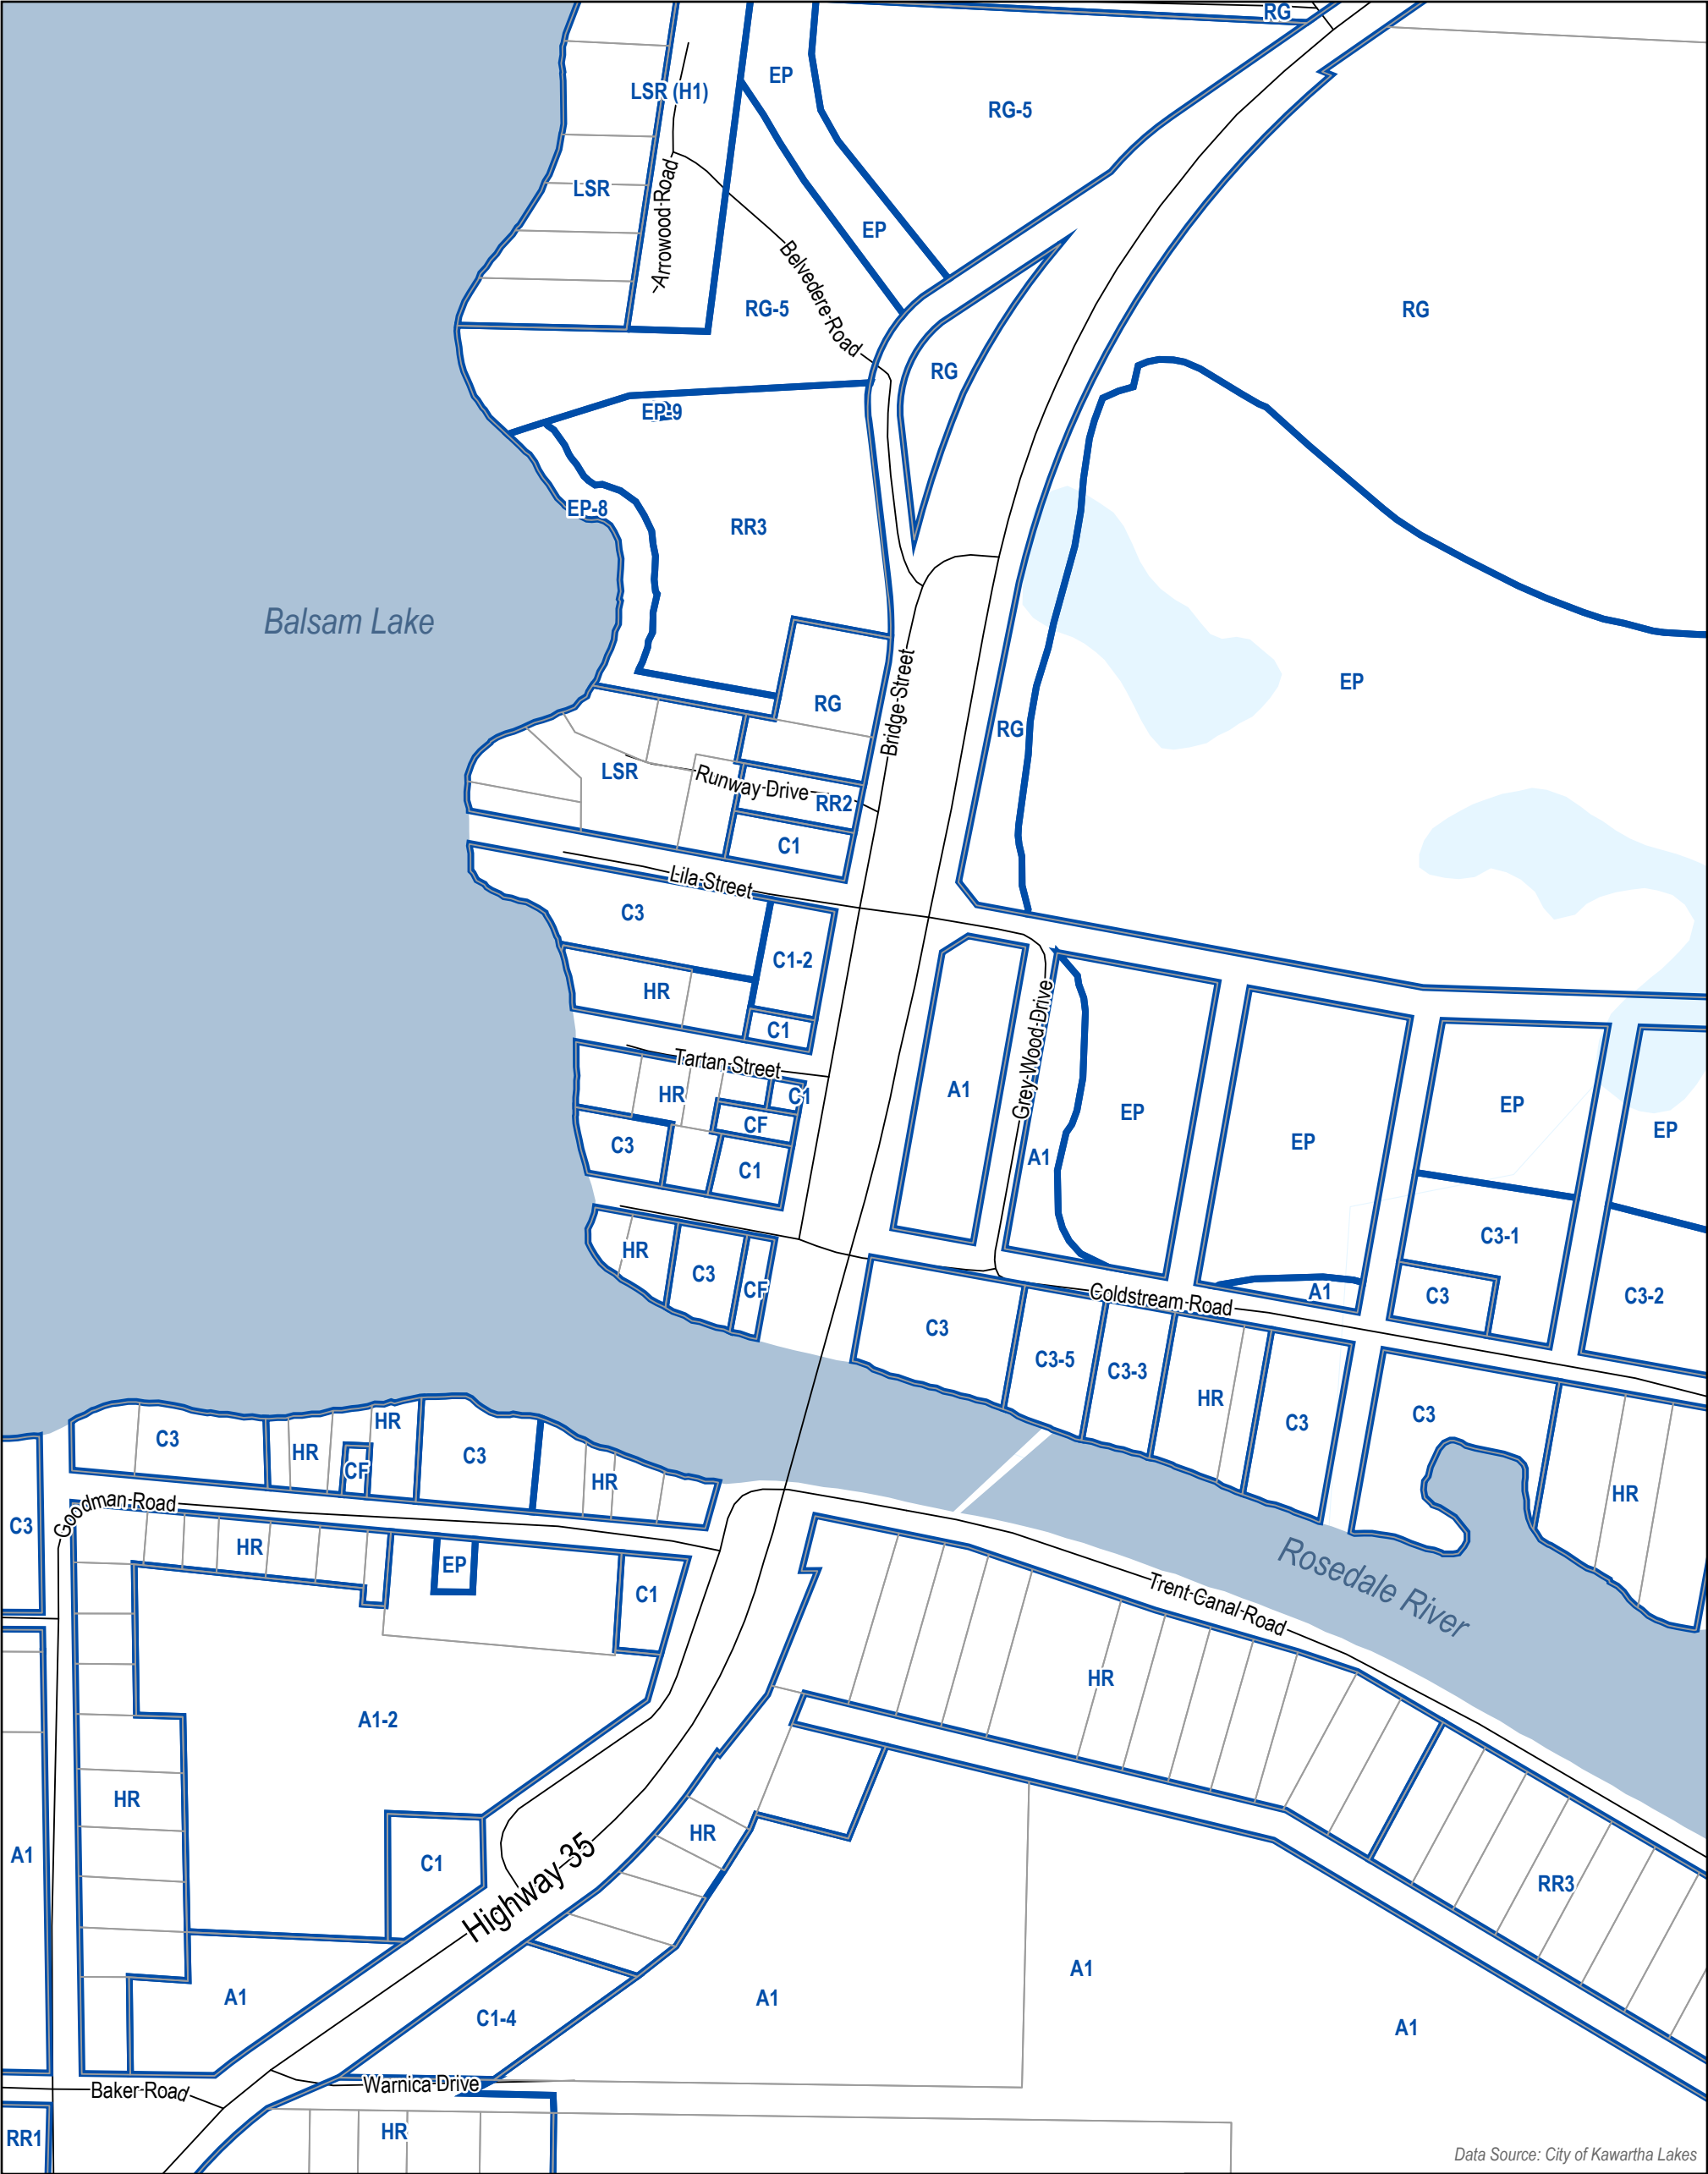 RG
EP
LSR (H1)
RG-5
LSR
Arrowood Road
EP
Belvedere Road
RG-5
RG
RG
EP-9
EP-8
RR3
Balsam Lake
EP
RG
Bridge Street
RG
LSR
Runway Drive
RR2
C1
Lila Street
C3
C1-2
HR
C1
Tartan Street
HR
C1
CF
C3
C1
A1
Grey Wood Drive
A1
EP
EP
EP
EP
HR
C3
CF
C3-1
C3
C3-2
A1
Coldstream Road
C3
C3-5
C3-3
HR
C3
C3
HR
C3
HR
HR
CF
C3
HR
Goodman Road
C3
HR
EP
C1
Rosedale River
Trent Canal Road
HR
A1-2
HR
A1
C1
HR
Highway 35
RR3
A1
C1-4
A1
A1
A1
Baker Road
Warnica Drive
RR1
HR
Data Source: City of Kawartha Lakes